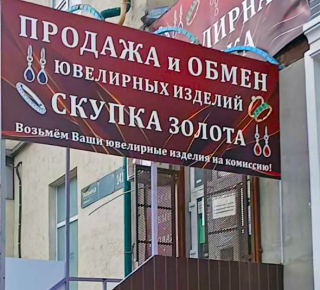 ПРОДАЖА и ОБМЕН
ЮВЕЛИРНЫХ ИЗДЕЛИЙ
СКУПКА ЗОЛОТА
Возьмём Ваши ювелирные изделия на комиссию!